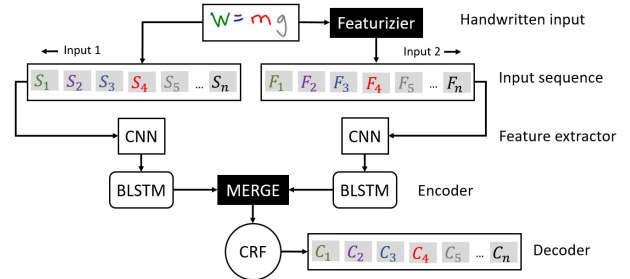 W = m g Featurizier Handwritten input
Input 1 Input 2
S₁ S₂ S₃ S₄ S₅ ... Sₙ F₁ F₂ F₃ F₄ F₅ ... Fₙ Input sequence
CNN CNN Feature extractor
BLSTM MERGE BLSTM Encoder
CRF C₁ C₂ C₃ C₄ C₅ ... Cₙ Decoder